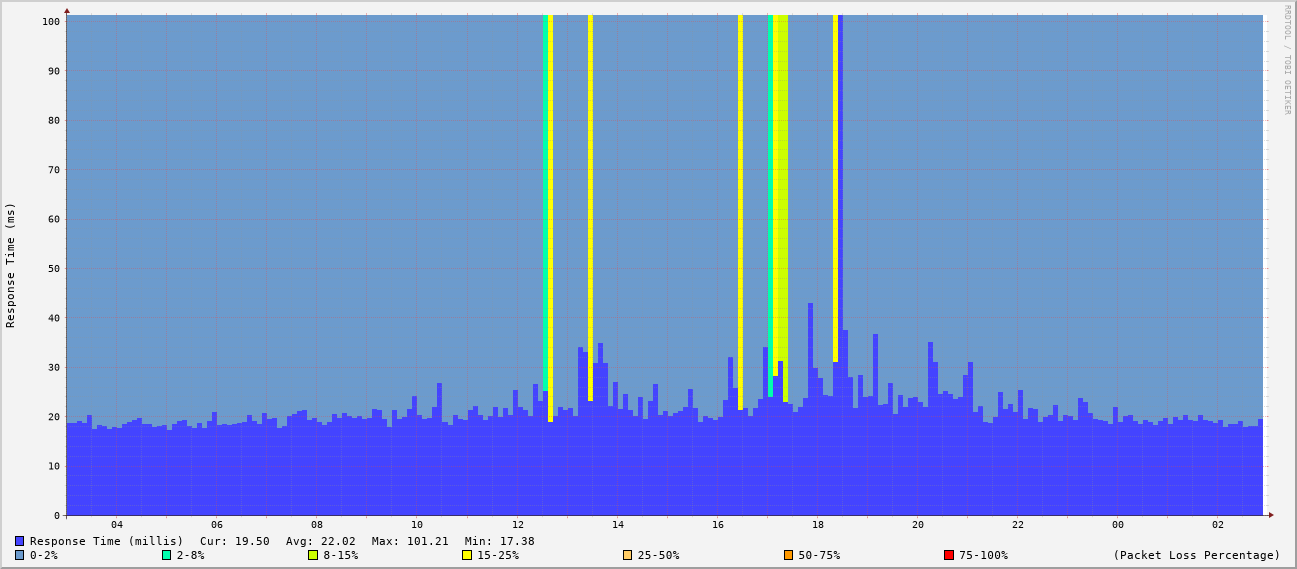 RRDTOOL / TOBI OETIKER
Response Time (ms)
100
90
80
70
60
50
40
30
20
10
0
04 06 08 10 12 14 16 18 20 22 00 02
Response Time (millis) Cur: 19.50 Avg: 22.02 Max: 101.21 Min: 17.38
0-2% 2-8% 8-15% 15-25% 25-50% 50-75% 75-100% (Packet Loss Percentage)